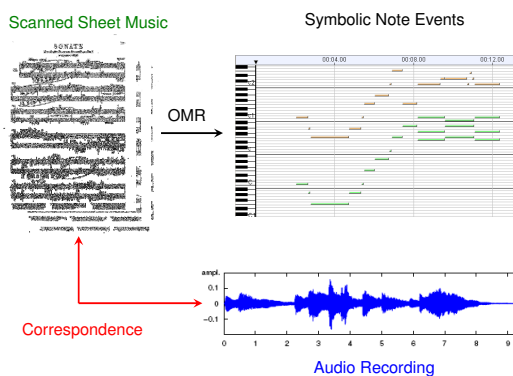 Scanned Sheet Music
Symbolic Note Events
SONATE
00:04.00 00:08.00 00:12.00
OMR
ampl.
0.1
0
-0.1
0 1 2 3 4 5 6 7 8 9
Correspondence
Audio Recording